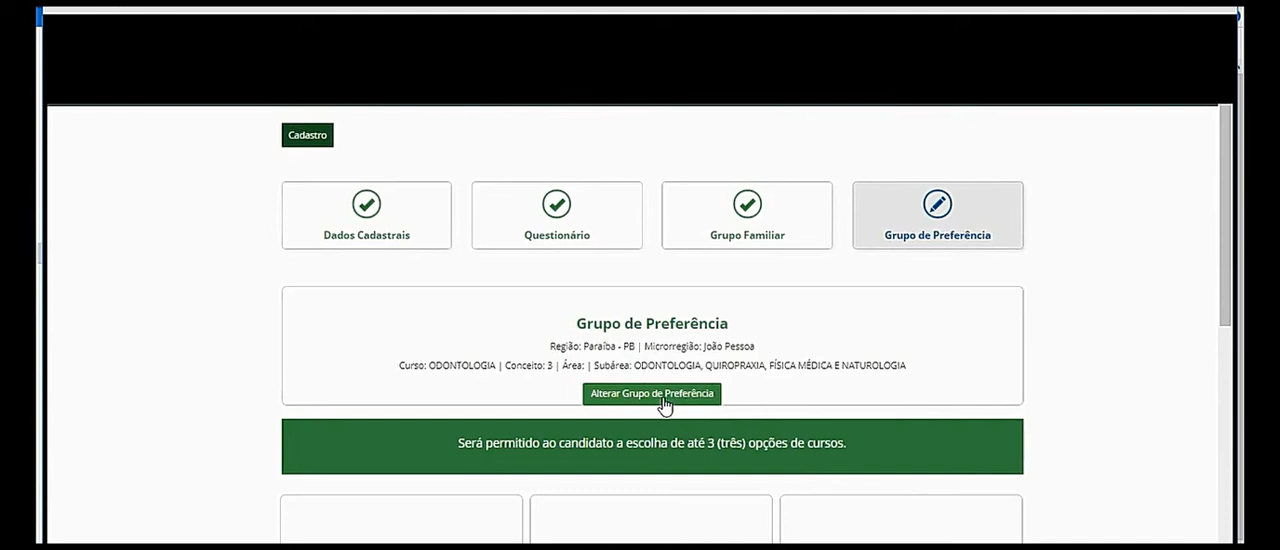 Cadastro
Dados Cadastrais
Questionário
Grupo Familiar
Grupo de Preferência
Grupo de Preferência
Região: Paraíba - PB | Microrregião: João Pessoa
Curso: ODONTOLOGIA | Conceito: 3 | Área: | Subárea: ODONTOLOGIA, QUIROPRAXIA, FÍSICA MÉDICA E NATUROLOGIA
Alterar Grupo de Preferência
Será permitido ao candidato a escolha de até 3 (três) opções de cursos.